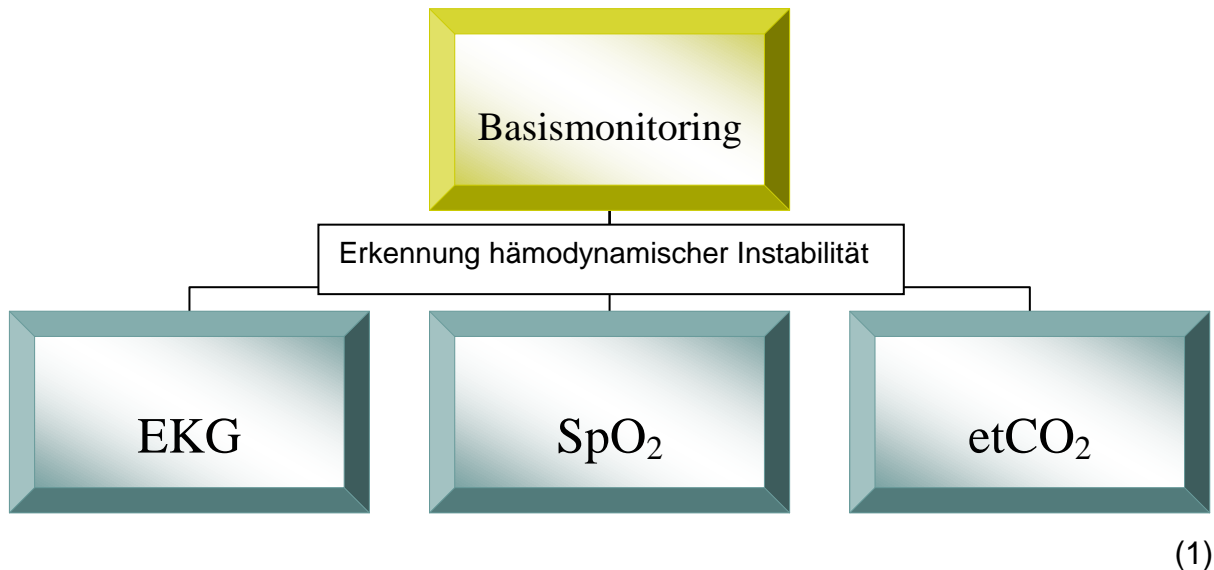 Basismonitoring
Erkennung hämodynamischer Instabilität
EKG
SpO₂
etCO₂
(1)